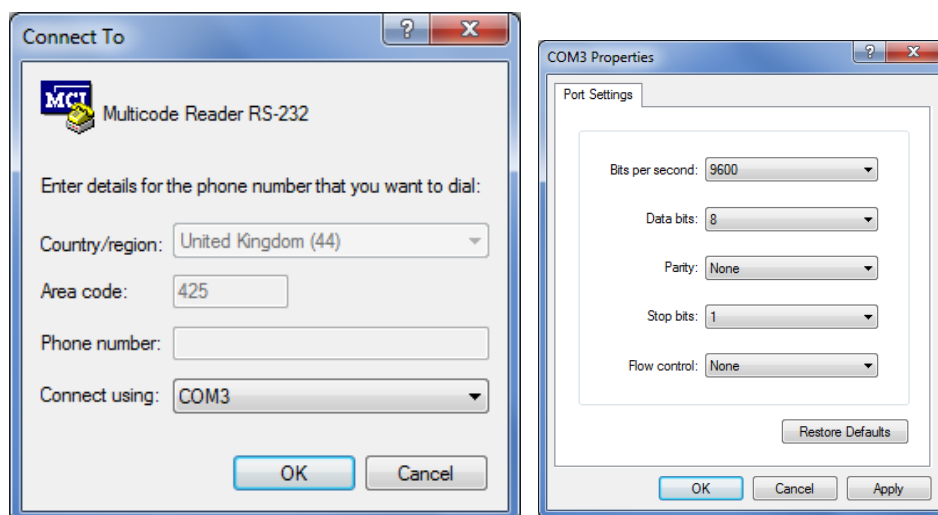 Connect To
?
X
MCI
Multicode Reader RS-232
Enter details for the phone number that you want to dial:
Country/region: United Kingdom (44)
Area code: 425
Phone number:
Connect using: COM3
OK Cancel
COM3 Properties
?
X
Port Settings
Bits per second: 9600
Data bits: 8
Parity: None
Stop bits: 1
Flow control: None
Restore Defaults
OK Cancel Apply